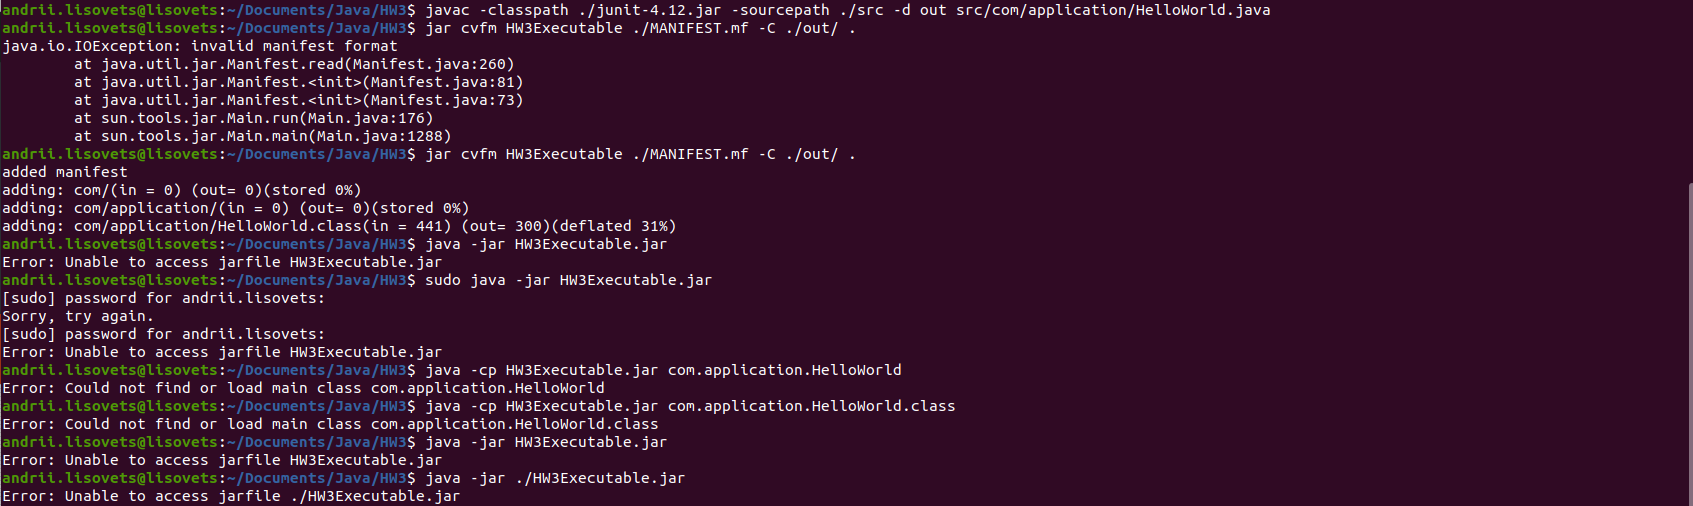 andrii.lisovets@lisovets:~/Documents/Java/HW3$ javac -classpath ./junit-4.12.jar -sourcepath ./src -d out src/com/application/HelloWorld.java
andrii.lisovets@lisovets:~/Documents/Java/HW3$ jar cvfm HW3Executable ./MANIFEST.mf -C ./out/ .
java.io.IOException: invalid manifest format
        at java.util.jar.Manifest.read(Manifest.java:260)
        at java.util.jar.Manifest.<init>(Manifest.java:81)
        at java.util.jar.Manifest.<init>(Manifest.java:73)
        at sun.tools.jar.Main.run(Main.java:176)
        at sun.tools.jar.Main.main(Main.java:1288)
andrii.lisovets@lisovets:~/Documents/Java/HW3$ jar cvfm HW3Executable ./MANIFEST.mf -C ./out/ .
added manifest
adding: com/(in = 0) (out= 0)(stored 0%)
adding: com/application/(in = 0) (out= 0)(stored 0%)
adding: com/application/HelloWorld.class(in = 441) (out= 300)(deflated 31%)
andrii.lisovets@lisovets:~/Documents/Java/HW3$ java -jar HW3Executable.jar
Error: Unable to access jarfile HW3Executable.jar
andrii.lisovets@lisovets:~/Documents/Java/HW3$ sudo java -jar HW3Executable.jar
[sudo] password for andrii.lisovets:
Sorry, try again.
[sudo] password for andrii.lisovets:
Error: Unable to access jarfile HW3Executable.jar
andrii.lisovets@lisovets:~/Documents/Java/HW3$ java -cp HW3Executable.jar com.application.HelloWorld
Error: Could not find or load main class com.application.HelloWorld
andrii.lisovets@lisovets:~/Documents/Java/HW3$ java -cp HW3Executable.jar com.application.HelloWorld.class
Error: Could not find or load main class com.application.HelloWorld.class
andrii.lisovets@lisovets:~/Documents/Java/HW3$ java -jar HW3Executable.jar
Error: Unable to access jarfile HW3Executable.jar
andrii.lisovets@lisovets:~/Documents/Java/HW3$ java -jar ./HW3Executable.jar
Error: Unable to access jarfile ./HW3Executable.jar